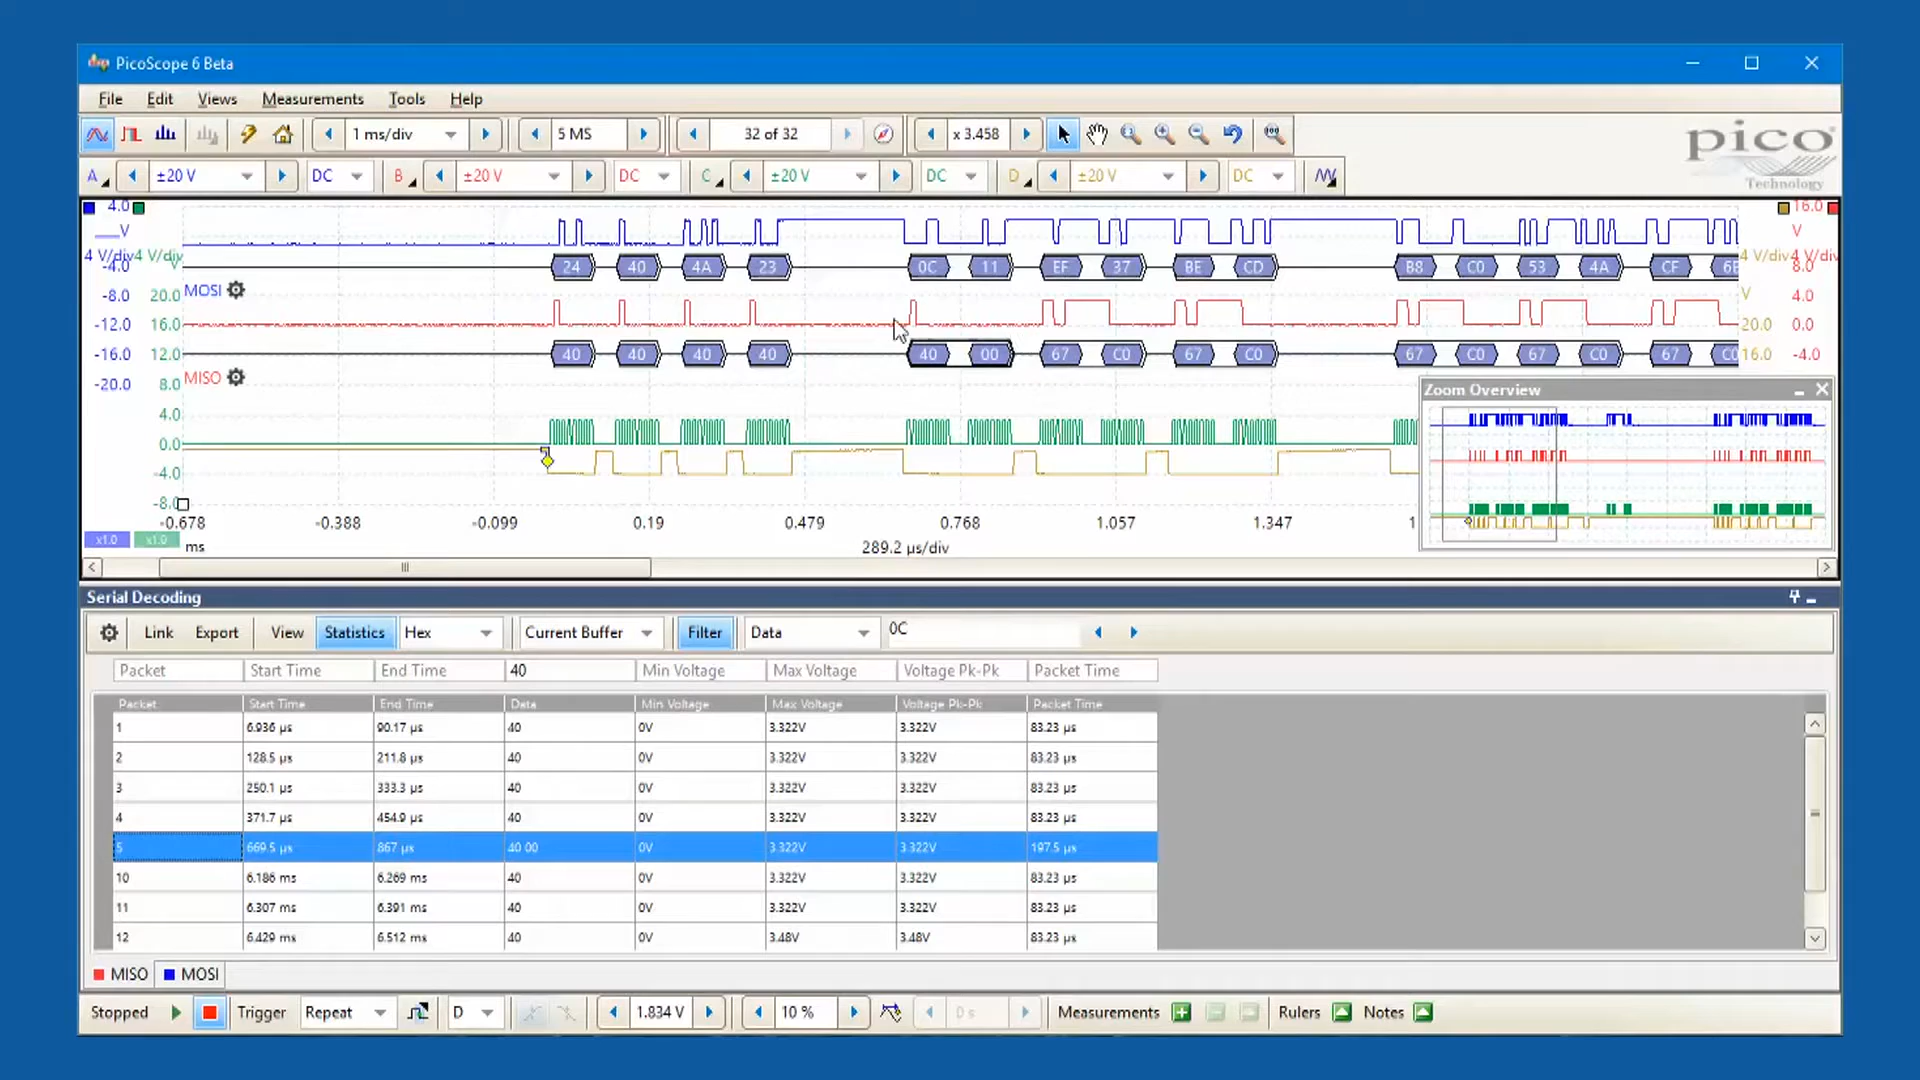 PicoScope 6 Beta
File Edit Views Measurements Tools Help
1 ms/div 5 MS 32 of 32 x 3.458
pico
Technology
A ±20 V DC B ±20 V DC C ±20 V DC D ±20 V DC
4.0 16.0
V V
4 V/div 4 V/div 4 V/div 4 V/div
-4.0 V 24 40 4A 23 0C 11 EF 37 BE CD B8 C0 53 4A CF 6E 8.0
-8.0 20.0 MOSI V 4.0
-12.0 16.0 20.0 0.0
-16.0 12.0 40 40 40 40 40 00 67 C0 67 C0 67 C0 67 C0 67 C0 16.0 -4.0
-20.0 8.0 MISO
Zoom Overview
4.0
0.0
-4.0
-8.0
-0.678 -0.388 -0.099 0.19 0.479 0.768 1.057 1.347 1
x1.0 x1.0 ms 289.2 µs/div
Serial Decoding
Link Export View Statistics Hex Current Buffer Filter Data 0C
Packet Start Time End Time 40 Min Voltage Max Voltage Voltage Pk-Pk Packet Time
Packet Start Time End Time Data Min Voltage Max Voltage Voltage Pk-Pk Packet Time
1 6.936 µs 90.17 µs 40 0V 3.322V 3.322V 83.23 µs
2 128.5 µs 211.8 µs 40 0V 3.322V 3.322V 83.23 µs
3 250.1 µs 333.3 µs 40 0V 3.322V 3.322V 83.23 µs
4 371.7 µs 454.9 µs 40 0V 3.322V 3.322V 83.23 µs
5 669.5 µs 867 µs 40 00 0V 3.322V 3.322V 197.5 µs
10 6.186 ms 6.269 ms 40 0V 3.322V 3.322V 83.23 µs
11 6.307 ms 6.391 ms 40 0V 3.322V 3.322V 83.23 µs
12 6.429 ms 6.512 ms 40 0V 3.48V 3.48V 83.23 µs
MISO MOSI
Stopped Trigger Repeat D 1.834 V 10 % 0 s Measurements Rulers Notes